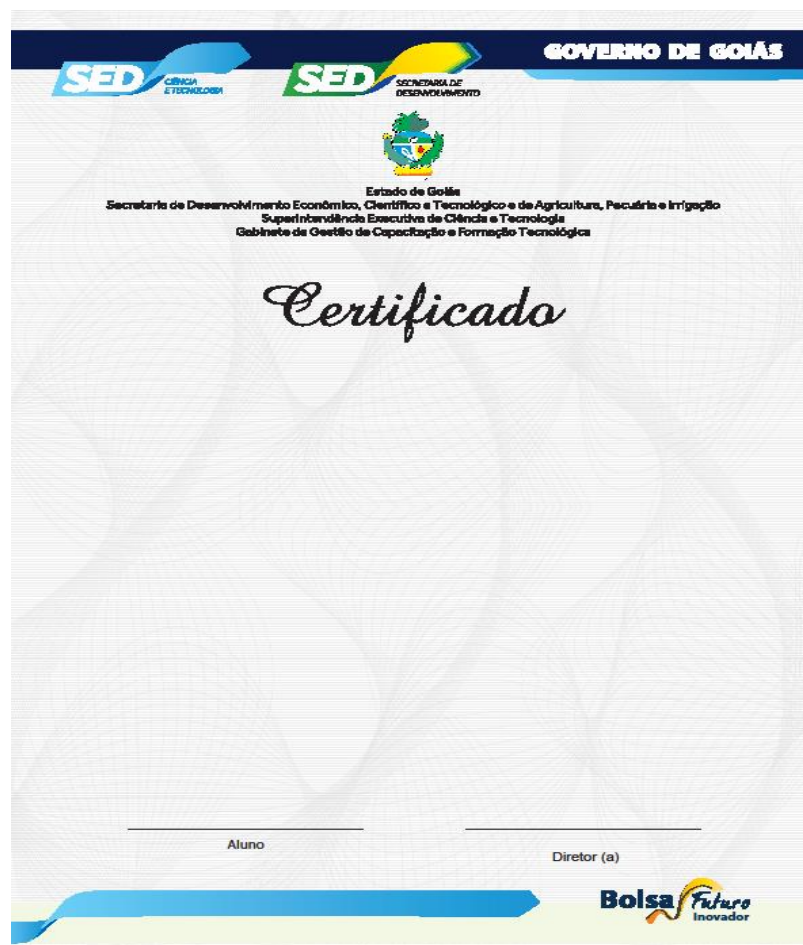 GOVERNO DE GOIÁS
SED CIÊNCIA
E TECNOLOGIA
SED SECRETARIA DE
DESENVOLVIMENTO
Estado de Goiás
Secretaria de Desenvolvimento Econômico, Científico e Tecnológico e de Agricultura, Pecuária e Irrigação
Superintendência Executiva de Ciência e Tecnologia
Gabinete de Gestão de Capacitação e Formação Tecnológica
Certificado
Aluno
Diretor (a)
Bolsa Futuro
Inovador